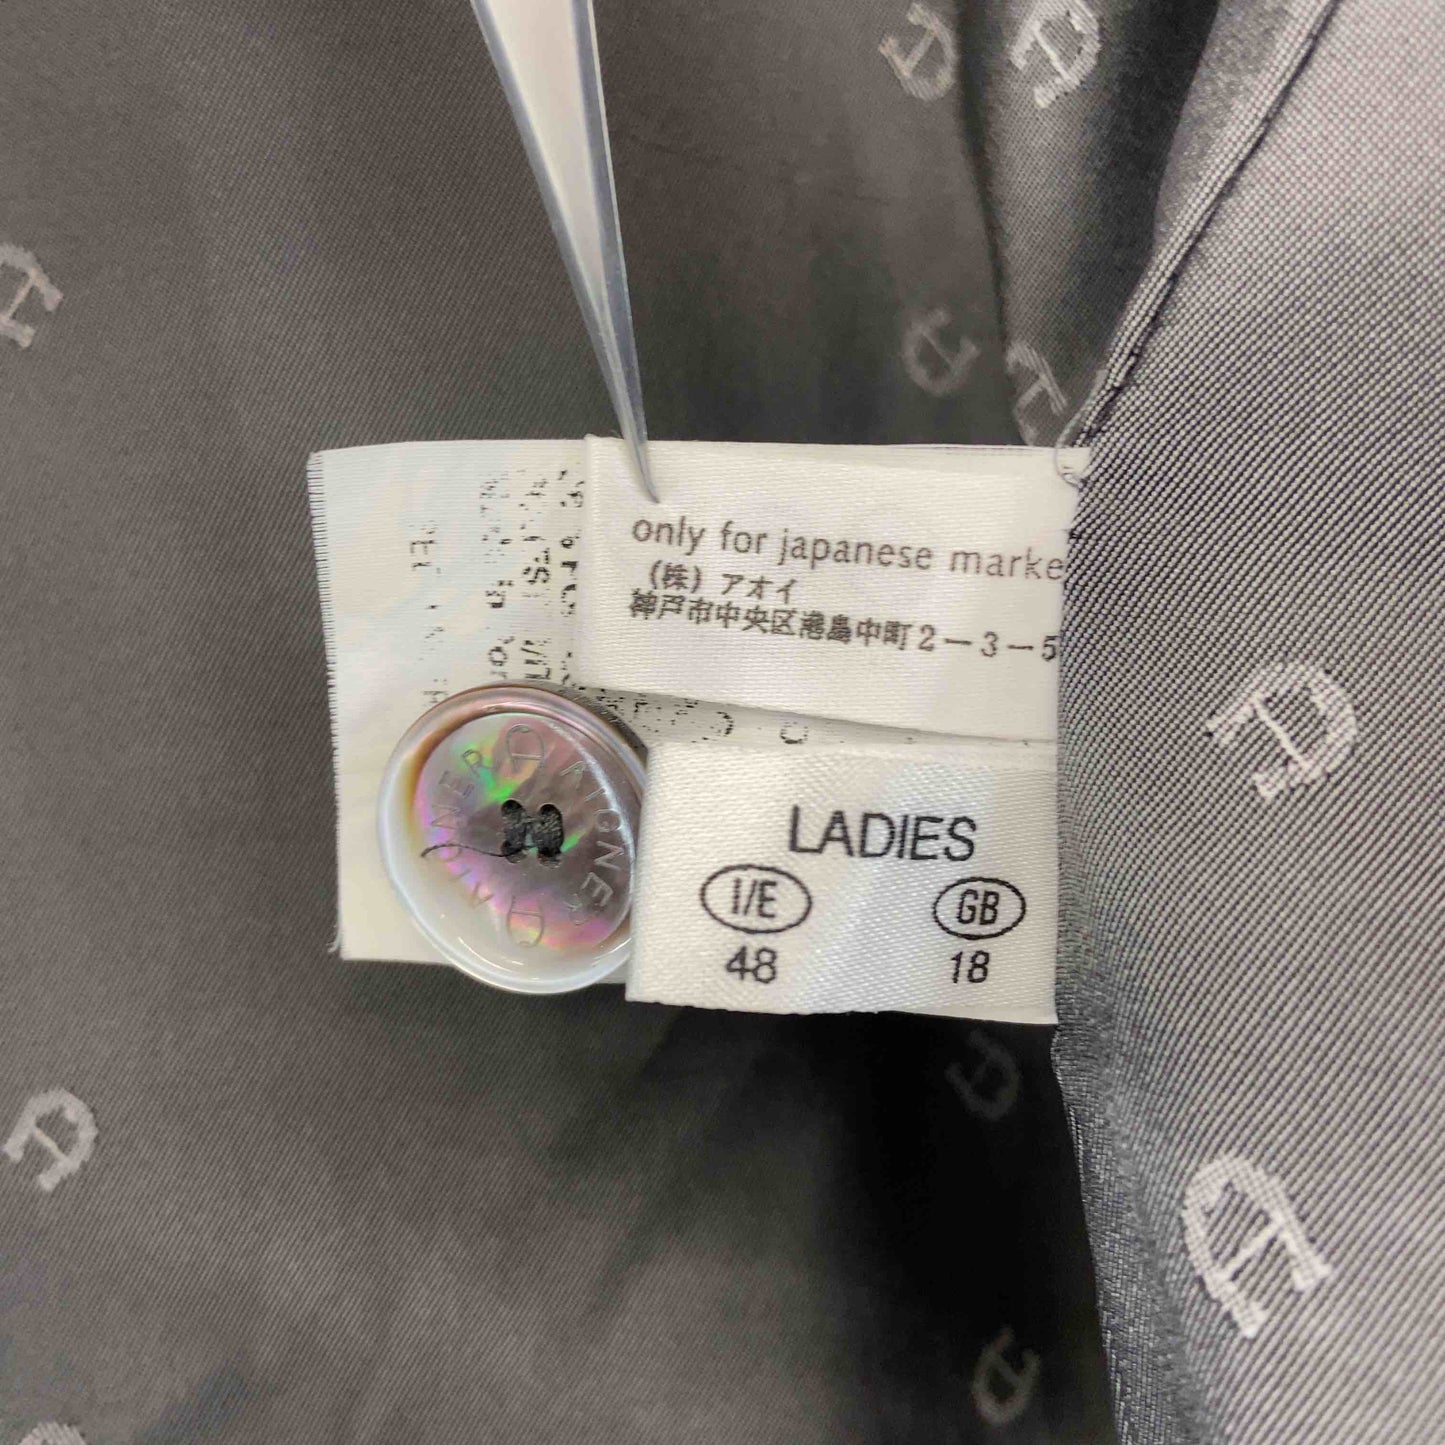 only for japanese marke
(株) アオイ
神戸市中央区港島中町2-3-5
LADIES
I/E GB
48 18
AIGNER AIGNER